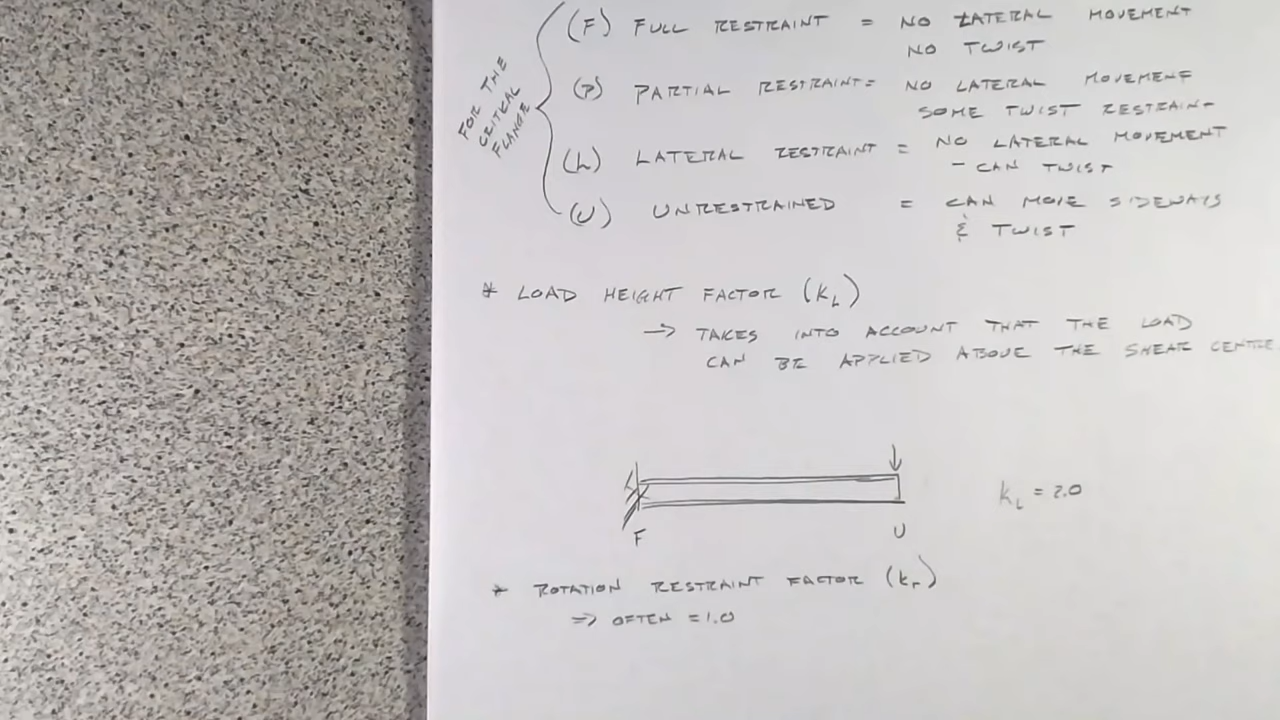 FOR THE
CRITICAL
FLANGE
(F) FULL RESTRAINT = NO LATERAL MOVEMENT
NO TWIST
(P) PARTIAL RESTRAINT = NO LATERAL MOVEMENT
SOME TWIST RESTRAINT
(L) LATERAL RESTRAINT = NO LATERAL MOVEMENT
- CAN TWIST
(U) UNRESTRAINED = CAN MOVE SIDEWAYS
& TWIST
* LOAD HEIGHT FACTOR (kL)
→ TAKES INTO ACCOUNT THAT THE LOAD
CAN BE APPLIED ABOVE THE SHEAR CENTRE
kL = 2.0
F U
* ROTATION RESTRAINT FACTOR (kr)
⇒ OFTEN = 1.0